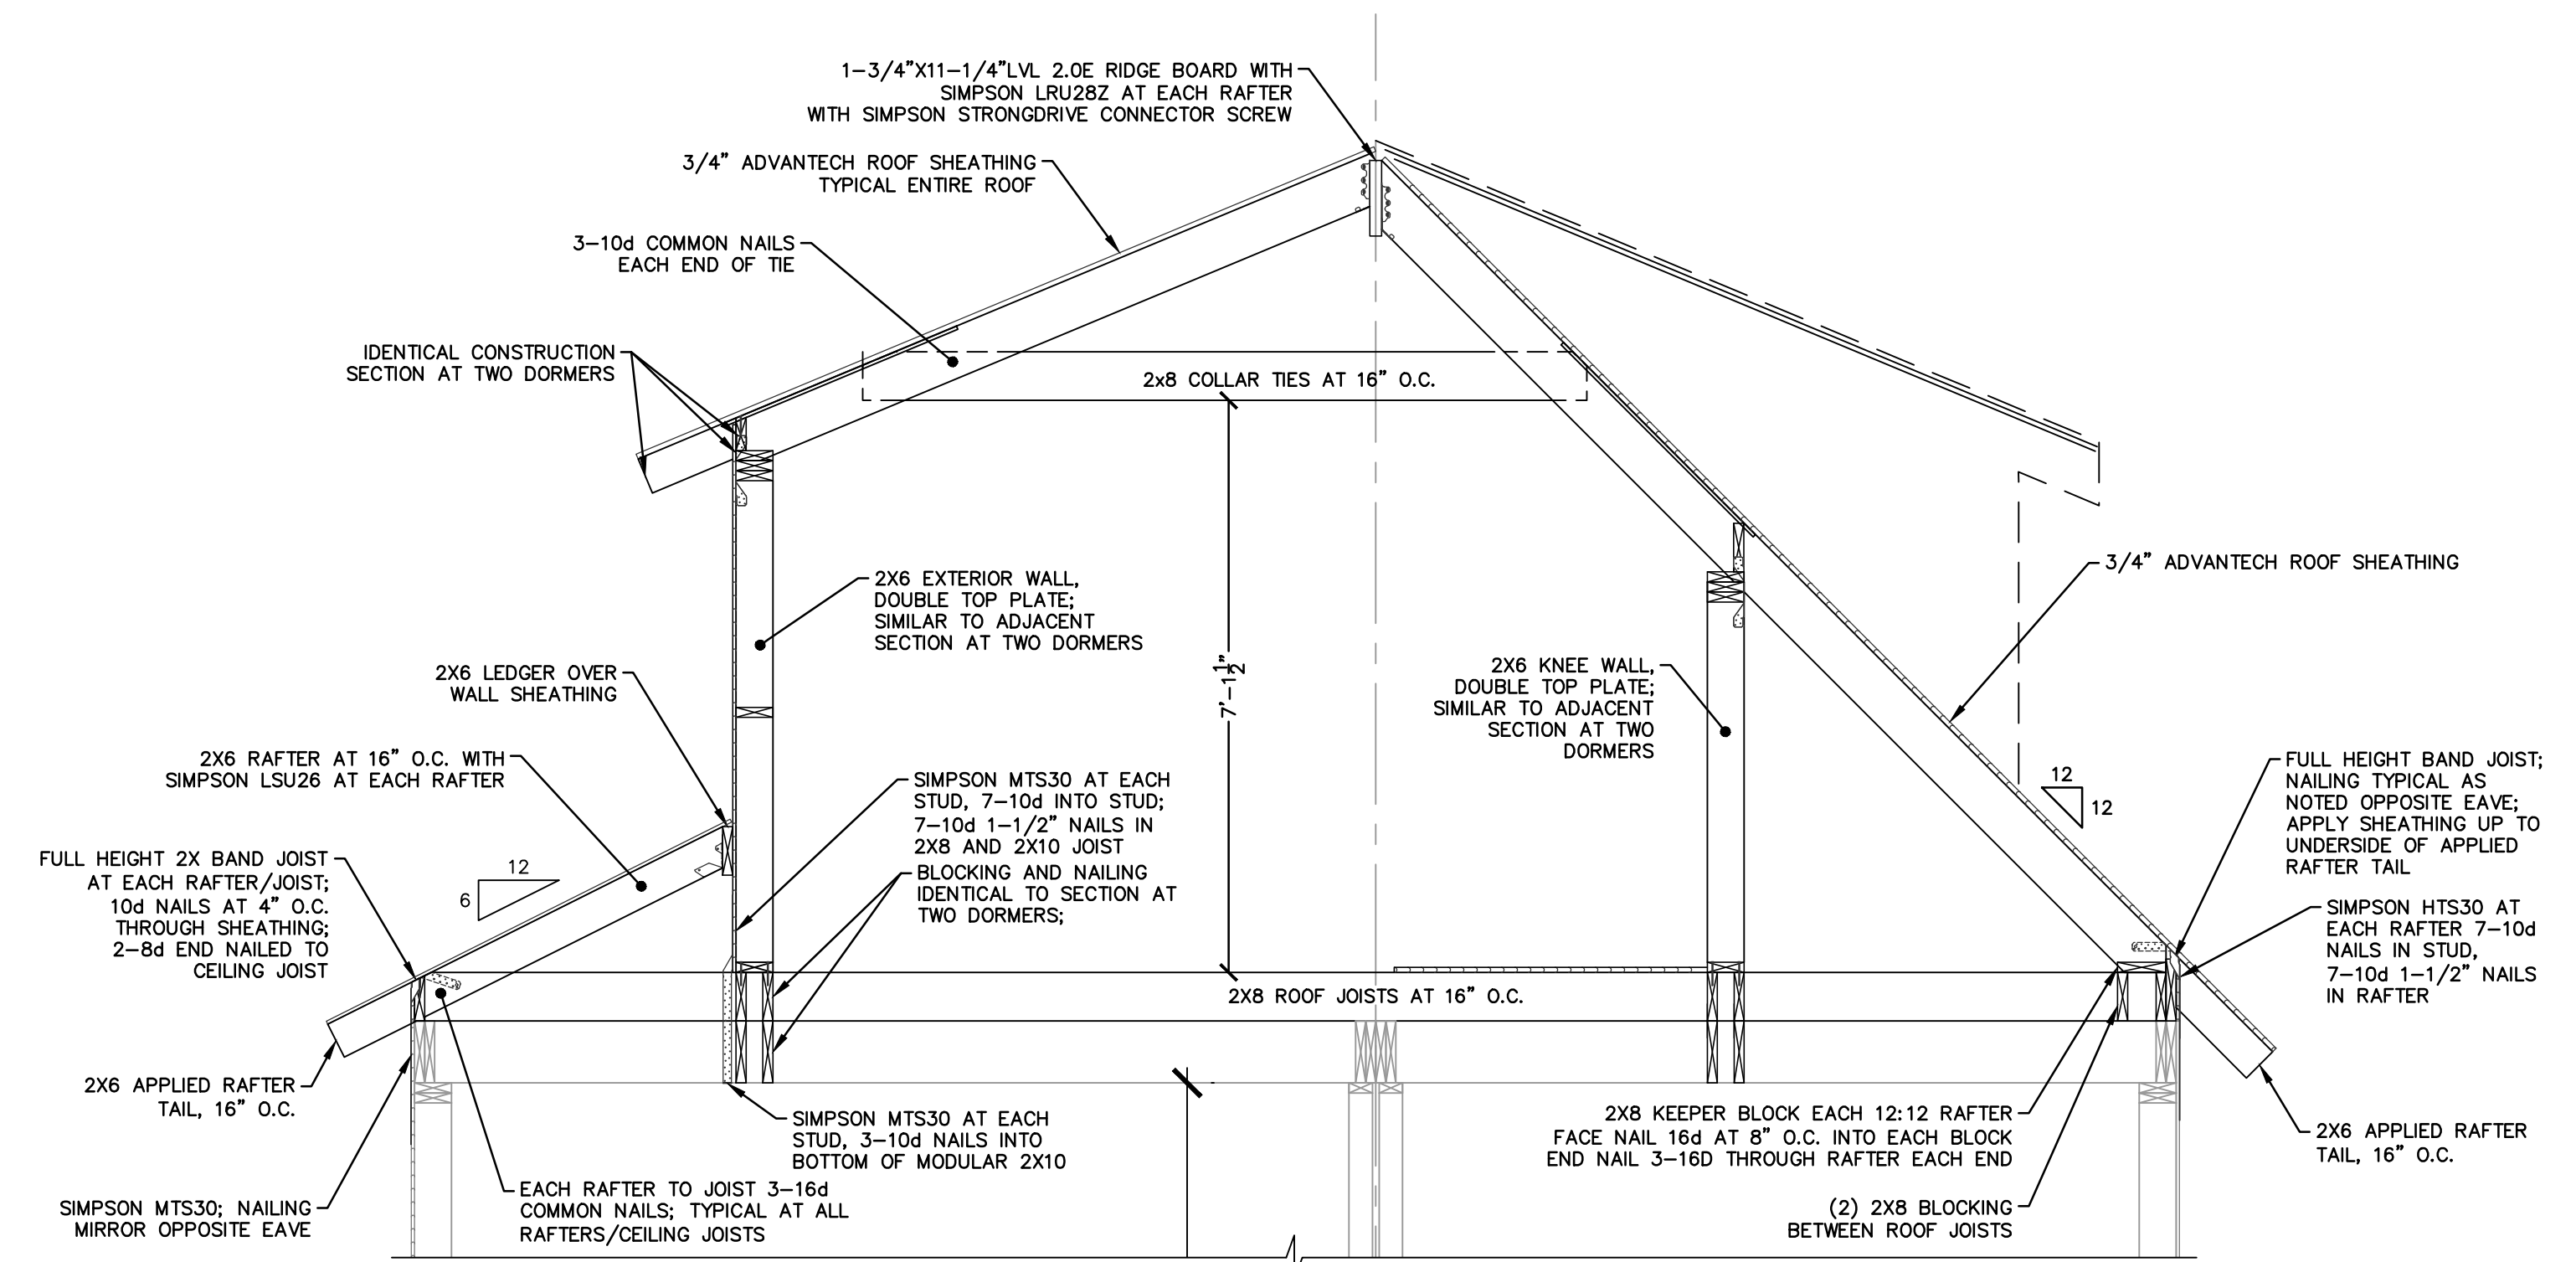 1-3/4"X11-1/4"LVL 2.0E RIDGE BOARD WITH
SIMPSON LRU28Z AT EACH RAFTER
WITH SIMPSON STRONGDRIVE CONNECTOR SCREW
3/4" ADVANTECH ROOF SHEATHING
TYPICAL ENTIRE ROOF
3-10d COMMON NAILS
EACH END OF TIE
IDENTICAL CONSTRUCTION
SECTION AT TWO DORMERS
2x8 COLLAR TIES AT 16" O.C.
2X6 EXTERIOR WALL,
DOUBLE TOP PLATE;
SIMILAR TO ADJACENT
SECTION AT TWO DORMERS
3/4" ADVANTECH ROOF SHEATHING
2X6 LEDGER OVER
WALL SHEATHING
7'-1 1/2"
2X6 KNEE WALL,
DOUBLE TOP PLATE;
SIMILAR TO ADJACENT
SECTION AT TWO
DORMERS
2X6 RAFTER AT 16" O.C. WITH
SIMPSON LSU26 AT EACH RAFTER
SIMPSON MTS30 AT EACH
STUD, 7-10d INTO STUD;
7-10d 1-1/2" NAILS IN
2X8 AND 2X10 JOIST
BLOCKING AND NAILING
IDENTICAL TO SECTION AT
TWO DORMERS;
12
12
FULL HEIGHT BAND JOIST;
NAILING TYPICAL AS
NOTED OPPOSITE EAVE;
APPLY SHEATHING UP TO
UNDERSIDE OF APPLIED
RAFTER TAIL
FULL HEIGHT 2X BAND JOIST
AT EACH RAFTER/JOIST;
10d NAILS AT 4" O.C.
THROUGH SHEATHING;
2-8d END NAILED TO
CEILING JOIST
12
6
SIMPSON HTS30 AT
EACH RAFTER 7-10d
NAILS IN STUD,
7-10d 1-1/2" NAILS
IN RAFTER
2X8 ROOF JOISTS AT 16" O.C.
2X6 APPLIED RAFTER
TAIL, 16" O.C.
SIMPSON MTS30 AT EACH
STUD, 3-10d NAILS INTO
BOTTOM OF MODULAR 2X10
2X8 KEEPER BLOCK EACH 12:12 RAFTER
FACE NAIL 16d AT 8" O.C. INTO EACH BLOCK
END NAIL 3-16D THROUGH RAFTER EACH END
2X6 APPLIED RAFTER
TAIL, 16" O.C.
SIMPSON MTS30; NAILING
MIRROR OPPOSITE EAVE
EACH RAFTER TO JOIST 3-16d
COMMON NAILS; TYPICAL AT ALL
RAFTERS/CEILING JOISTS
(2) 2X8 BLOCKING
BETWEEN ROOF JOISTS